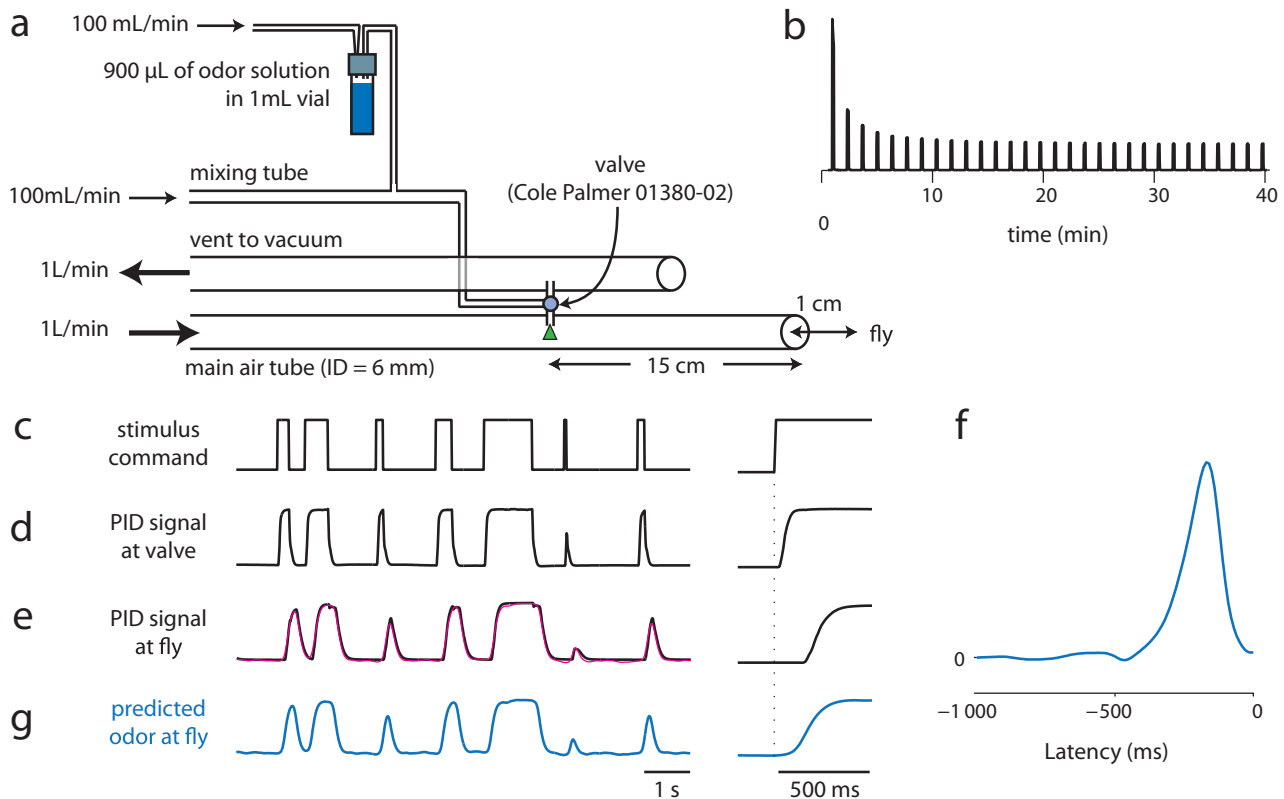 a
100 mL/min
900 µL of odor solution
in 1mL vial
mixing tube
100mL/min
valve
(Cole Palmer 01380-02)
vent to vacuum
1L/min
1L/min
1 cm
fly
main air tube (ID = 6 mm)
15 cm
b
0
10
20
30
40
time (min)
c
stimulus
command
d
PID signal
at valve
e
PID signal
at fly
g
predicted
odor at fly
1 s
500 ms
f
0
−1 000
−500
0
Latency (ms)